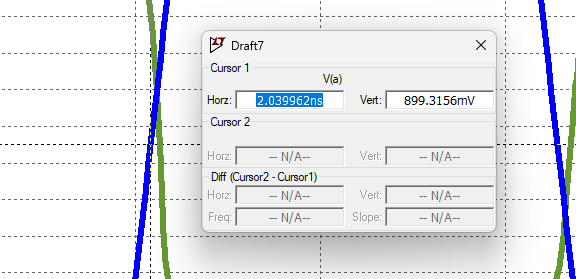 Draft7
Cursor 1
V(a)
Horz: 2.039962ns Vert: 899.3156mV
Cursor 2
Horz: -- N/A-- Vert: -- N/A--
Diff (Cursor2 - Cursor1)
Horz: -- N/A-- Vert: -- N/A--
Freq: -- N/A-- Slope: -- N/A--